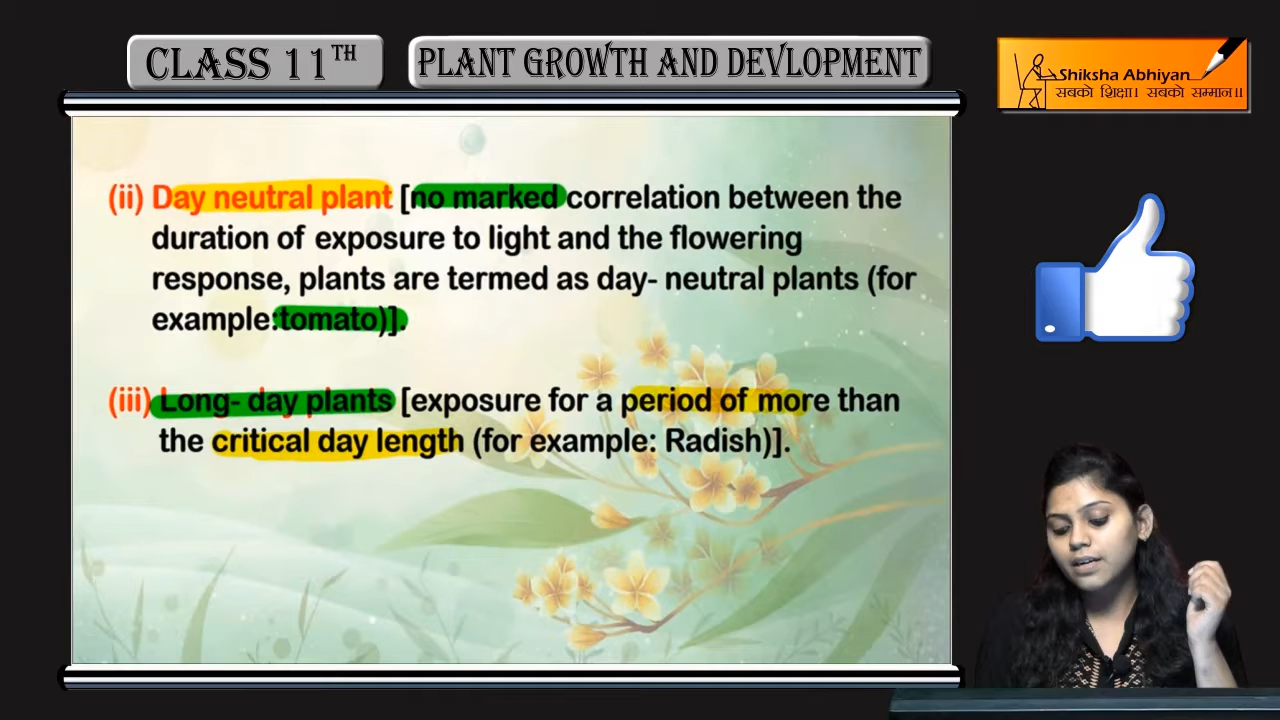 CLASS 11TH
PLANT GROWTH AND DEVLOPMENT
Shiksha Abhiyan
सबको शिक्षा। सबको सम्मान।।
(ii) Day neutral plant [no marked correlation between the
duration of exposure to light and the flowering
response, plants are termed as day- neutral plants (for
example:tomato)].
(iii) Long- day plants [exposure for a period of more than
the critical day length (for example: Radish)].